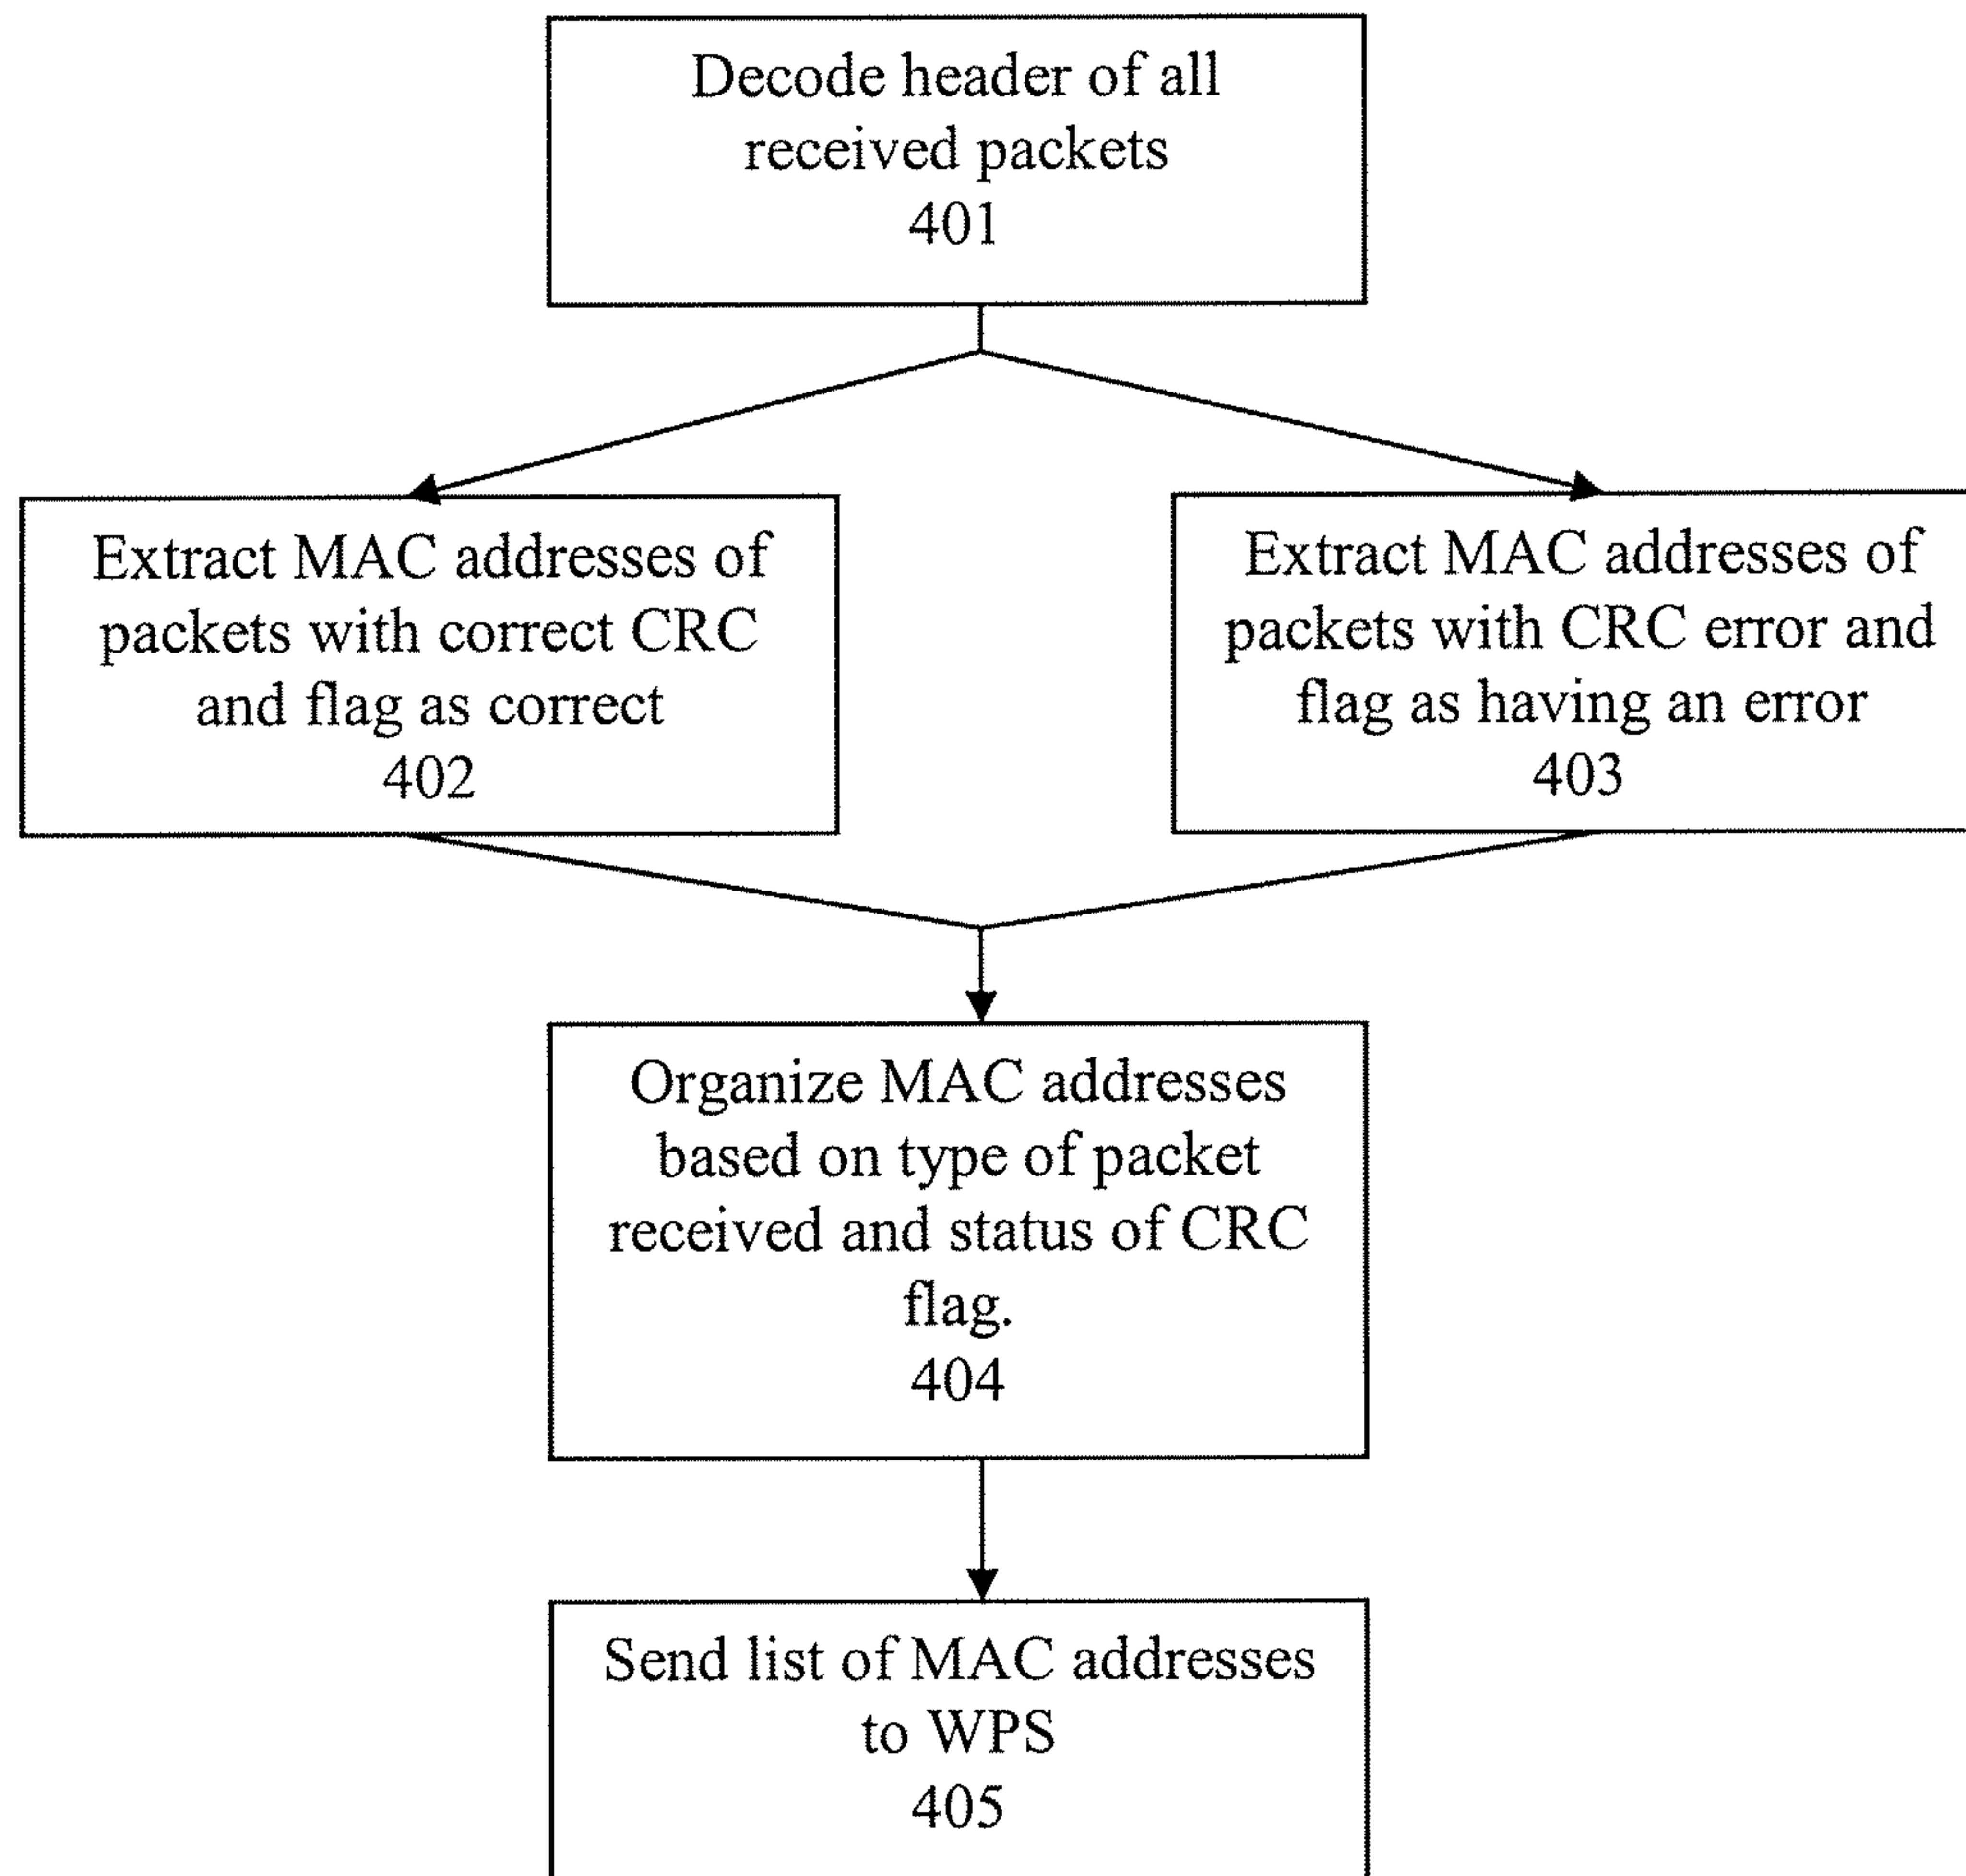 Decode header of all
received packets
401
Extract MAC addresses of
packets with correct CRC
and flag as correct
402
Extract MAC addresses of
packets with CRC error and
flag as having an error
403
Organize MAC addresses
based on type of packet
received and status of CRC
flag.
404
Send list of MAC addresses
to WPS
405